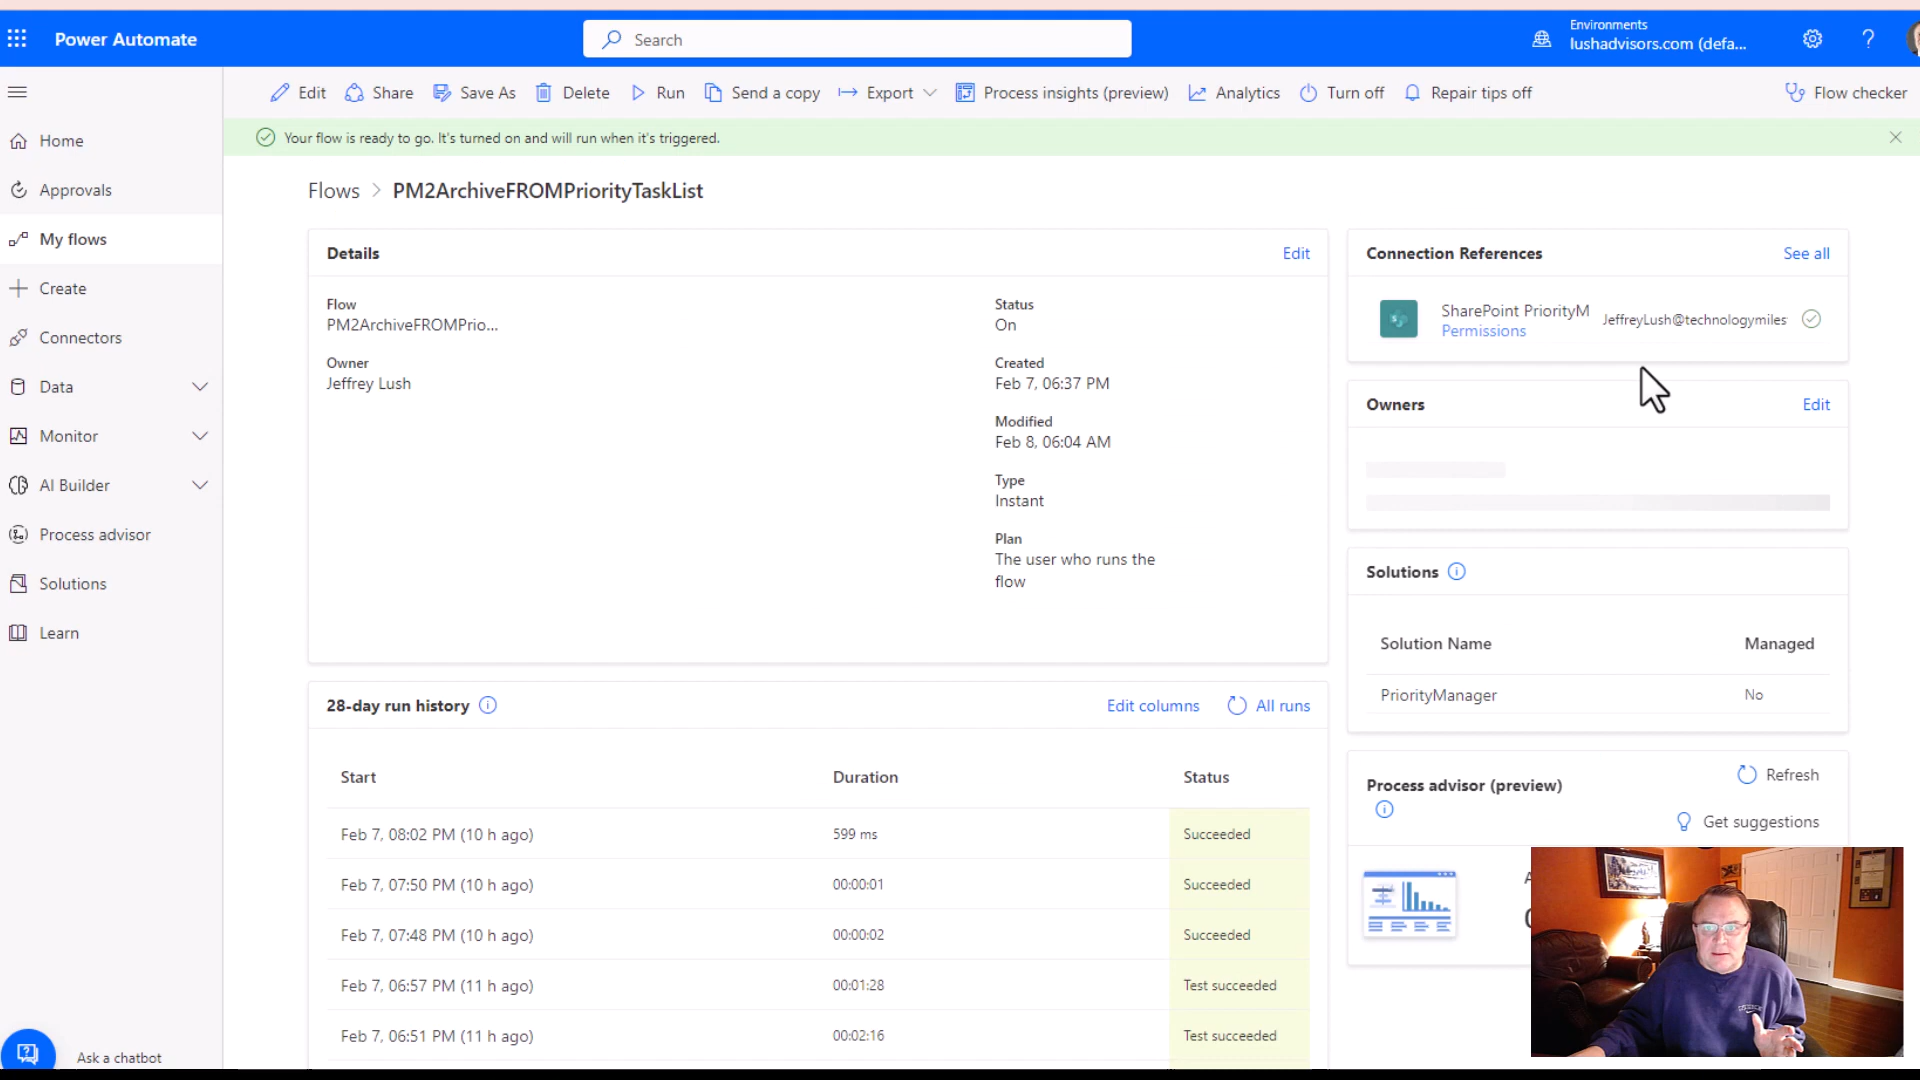 Power Automate
Search
Environments
lushadvisors.com (defa...
Edit
Share
Save As
Delete
Run
Send a copy
Export
Process insights (preview)
Analytics
Turn off
Repair tips off
Flow checker
Home
Approvals
My flows
Create
Connectors
Data
Monitor
AI Builder
Process advisor
Solutions
Learn
Ask a chatbot
Your flow is ready to go. It's turned on and will run when it's triggered.
Flows > PM2ArchiveFROMPriorityTaskList
Details
Edit
Flow
PM2ArchiveFROMPrio...
Owner
Jeffrey Lush
Status
On
Created
Feb 7, 06:37 PM
Modified
Feb 8, 06:04 AM
Type
Instant
Plan
The user who runs the
flow
28-day run history
Edit columns
All runs
Start Duration Status
Feb 7, 08:02 PM (10 h ago) 599 ms Succeeded
Feb 7, 07:50 PM (10 h ago) 00:00:01 Succeeded
Feb 7, 07:48 PM (10 h ago) 00:00:02 Succeeded
Feb 7, 06:57 PM (11 h ago) 00:01:28 Test succeeded
Feb 7, 06:51 PM (11 h ago) 00:02:16 Test succeeded
Connection References
See all
SharePoint PriorityM
Permissions
JeffreyLush@technologymiles
Owners
Edit
Solutions
Solution Name Managed
PriorityManager No
Process advisor (preview)
Refresh
Get suggestions